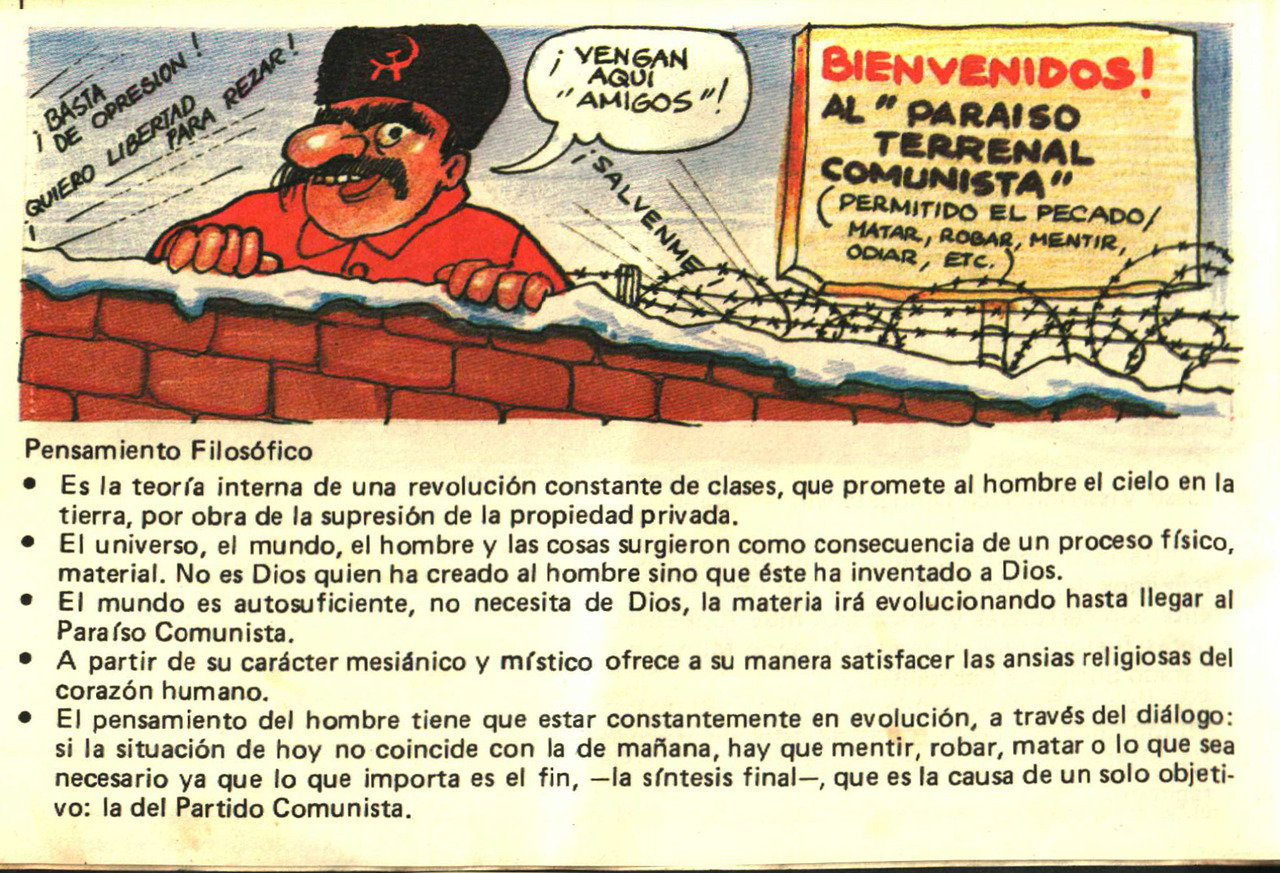 ¡BASTA
DE OPRESION!
¡QUIERO LIBERTAD
PARA REZAR!
¡VENGAN
AQUI
"AMIGOS"!
¡SALVENME!
BIENVENIDOS!
AL "PARAISO
TERRENAL
COMUNISTA"
(PERMITIDO EL PECADO/
MATAR, ROBAR, MENTIR,
ODIAR, ETC.)
Pensamiento Filosófico
• Es la teoría interna de una revolución constante de clases, que promete al hombre el cielo en la
tierra, por obra de la supresión de la propiedad privada.
• El universo, el mundo, el hombre y las cosas surgieron como consecuencia de un proceso físico,
material. No es Dios quien ha creado al hombre sino que éste ha inventado a Dios.
• El mundo es autosuficiente, no necesita de Dios, la materia irá evolucionando hasta llegar al
Paraíso Comunista.
• A partir de su carácter mesiánico y místico ofrece a su manera satisfacer las ansias religiosas del
corazón humano.
• El pensamiento del hombre tiene que estar constantemente en evolución, a través del diálogo:
si la situación de hoy no coincide con la de mañana, hay que mentir, robar, matar o lo que sea
necesario ya que lo que importa es el fin, —la síntesis final—, que es la causa de un solo objeti-
vo: la del Partido Comunista.